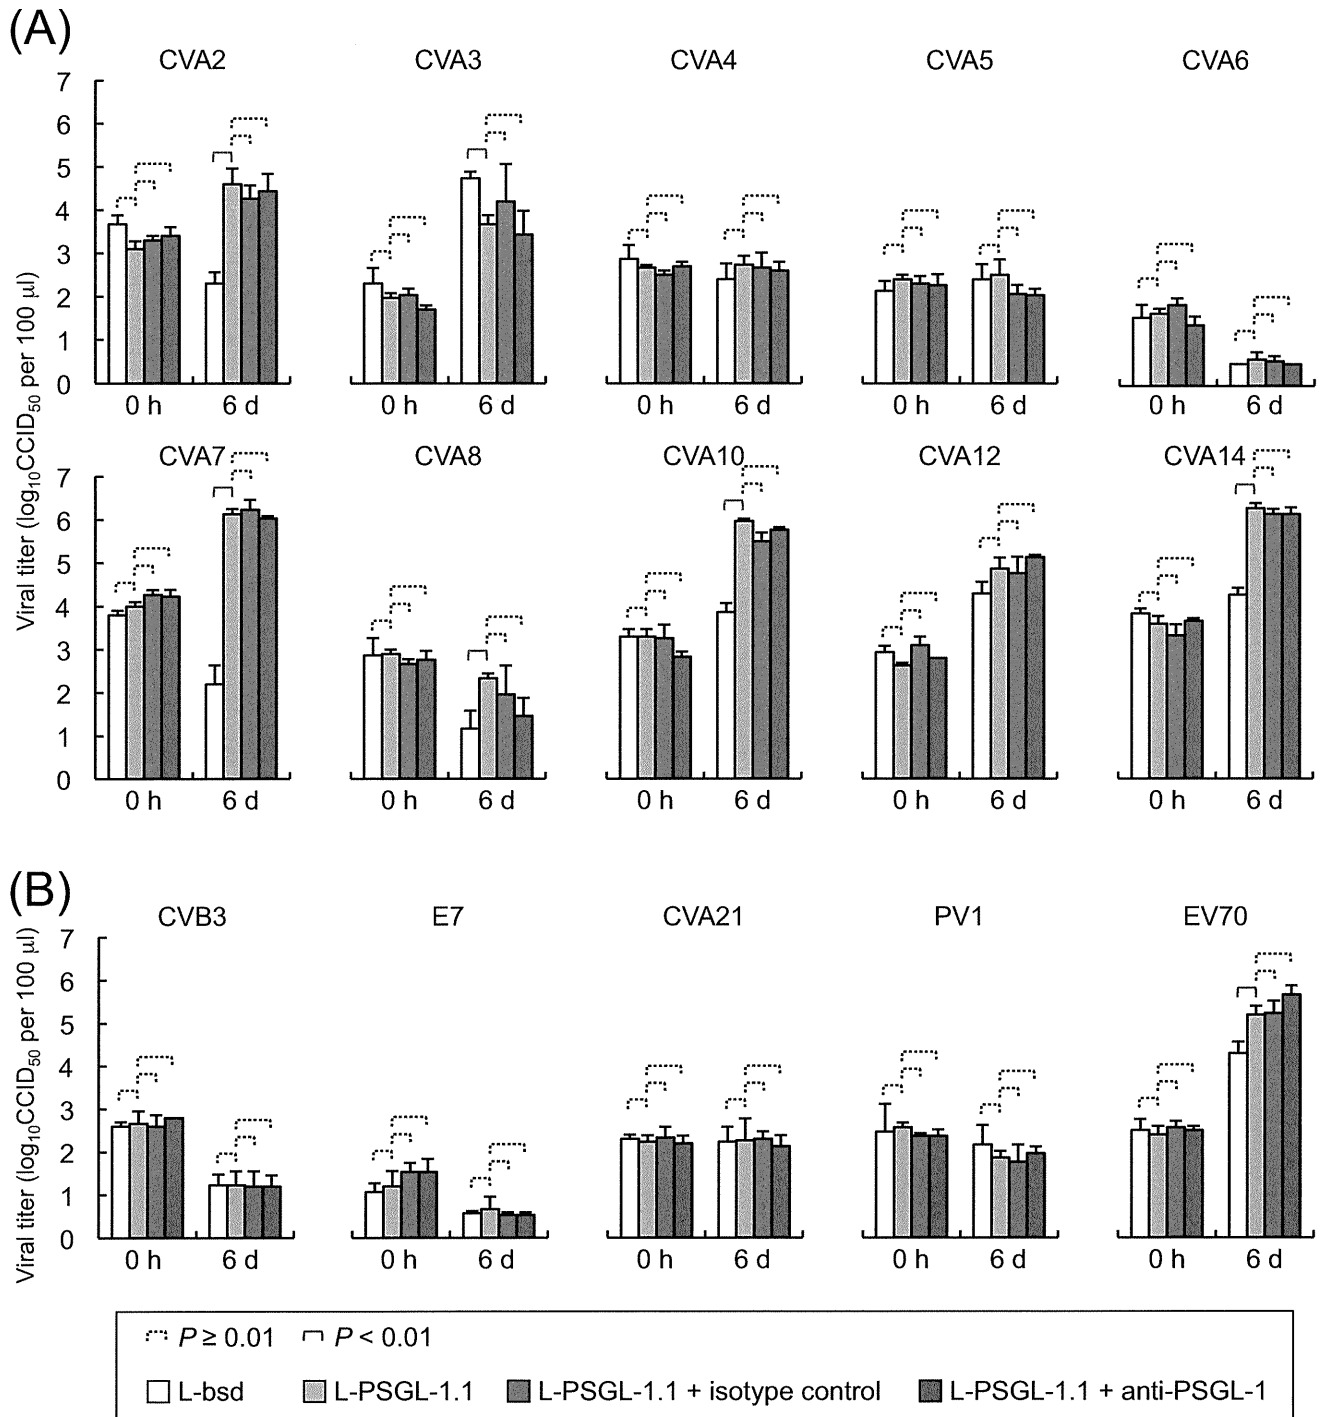 (A)
CVA2 CVA3 CVA4 CVA5 CVA6
Viral titer (log10CCID50 per 100 µl)
7
6
5
4
3
2
1
0
0 h 6 d 0 h 6 d 0 h 6 d 0 h 6 d 0 h 6 d
CVA7 CVA8 CVA10 CVA12 CVA14
7
6
5
4
3
2
1
0
0 h 6 d 0 h 6 d 0 h 6 d 0 h 6 d 0 h 6 d
(B)
CVB3 E7 CVA21 PV1 EV70
Viral titer (log10CCID50 per 100 µl)
7
6
5
4
3
2
1
0
0 h 6 d 0 h 6 d 0 h 6 d 0 h 6 d 0 h 6 d
P ≥ 0.01 P < 0.01
L-bsd L-PSGL-1.1 L-PSGL-1.1 + isotype control L-PSGL-1.1 + anti-PSGL-1